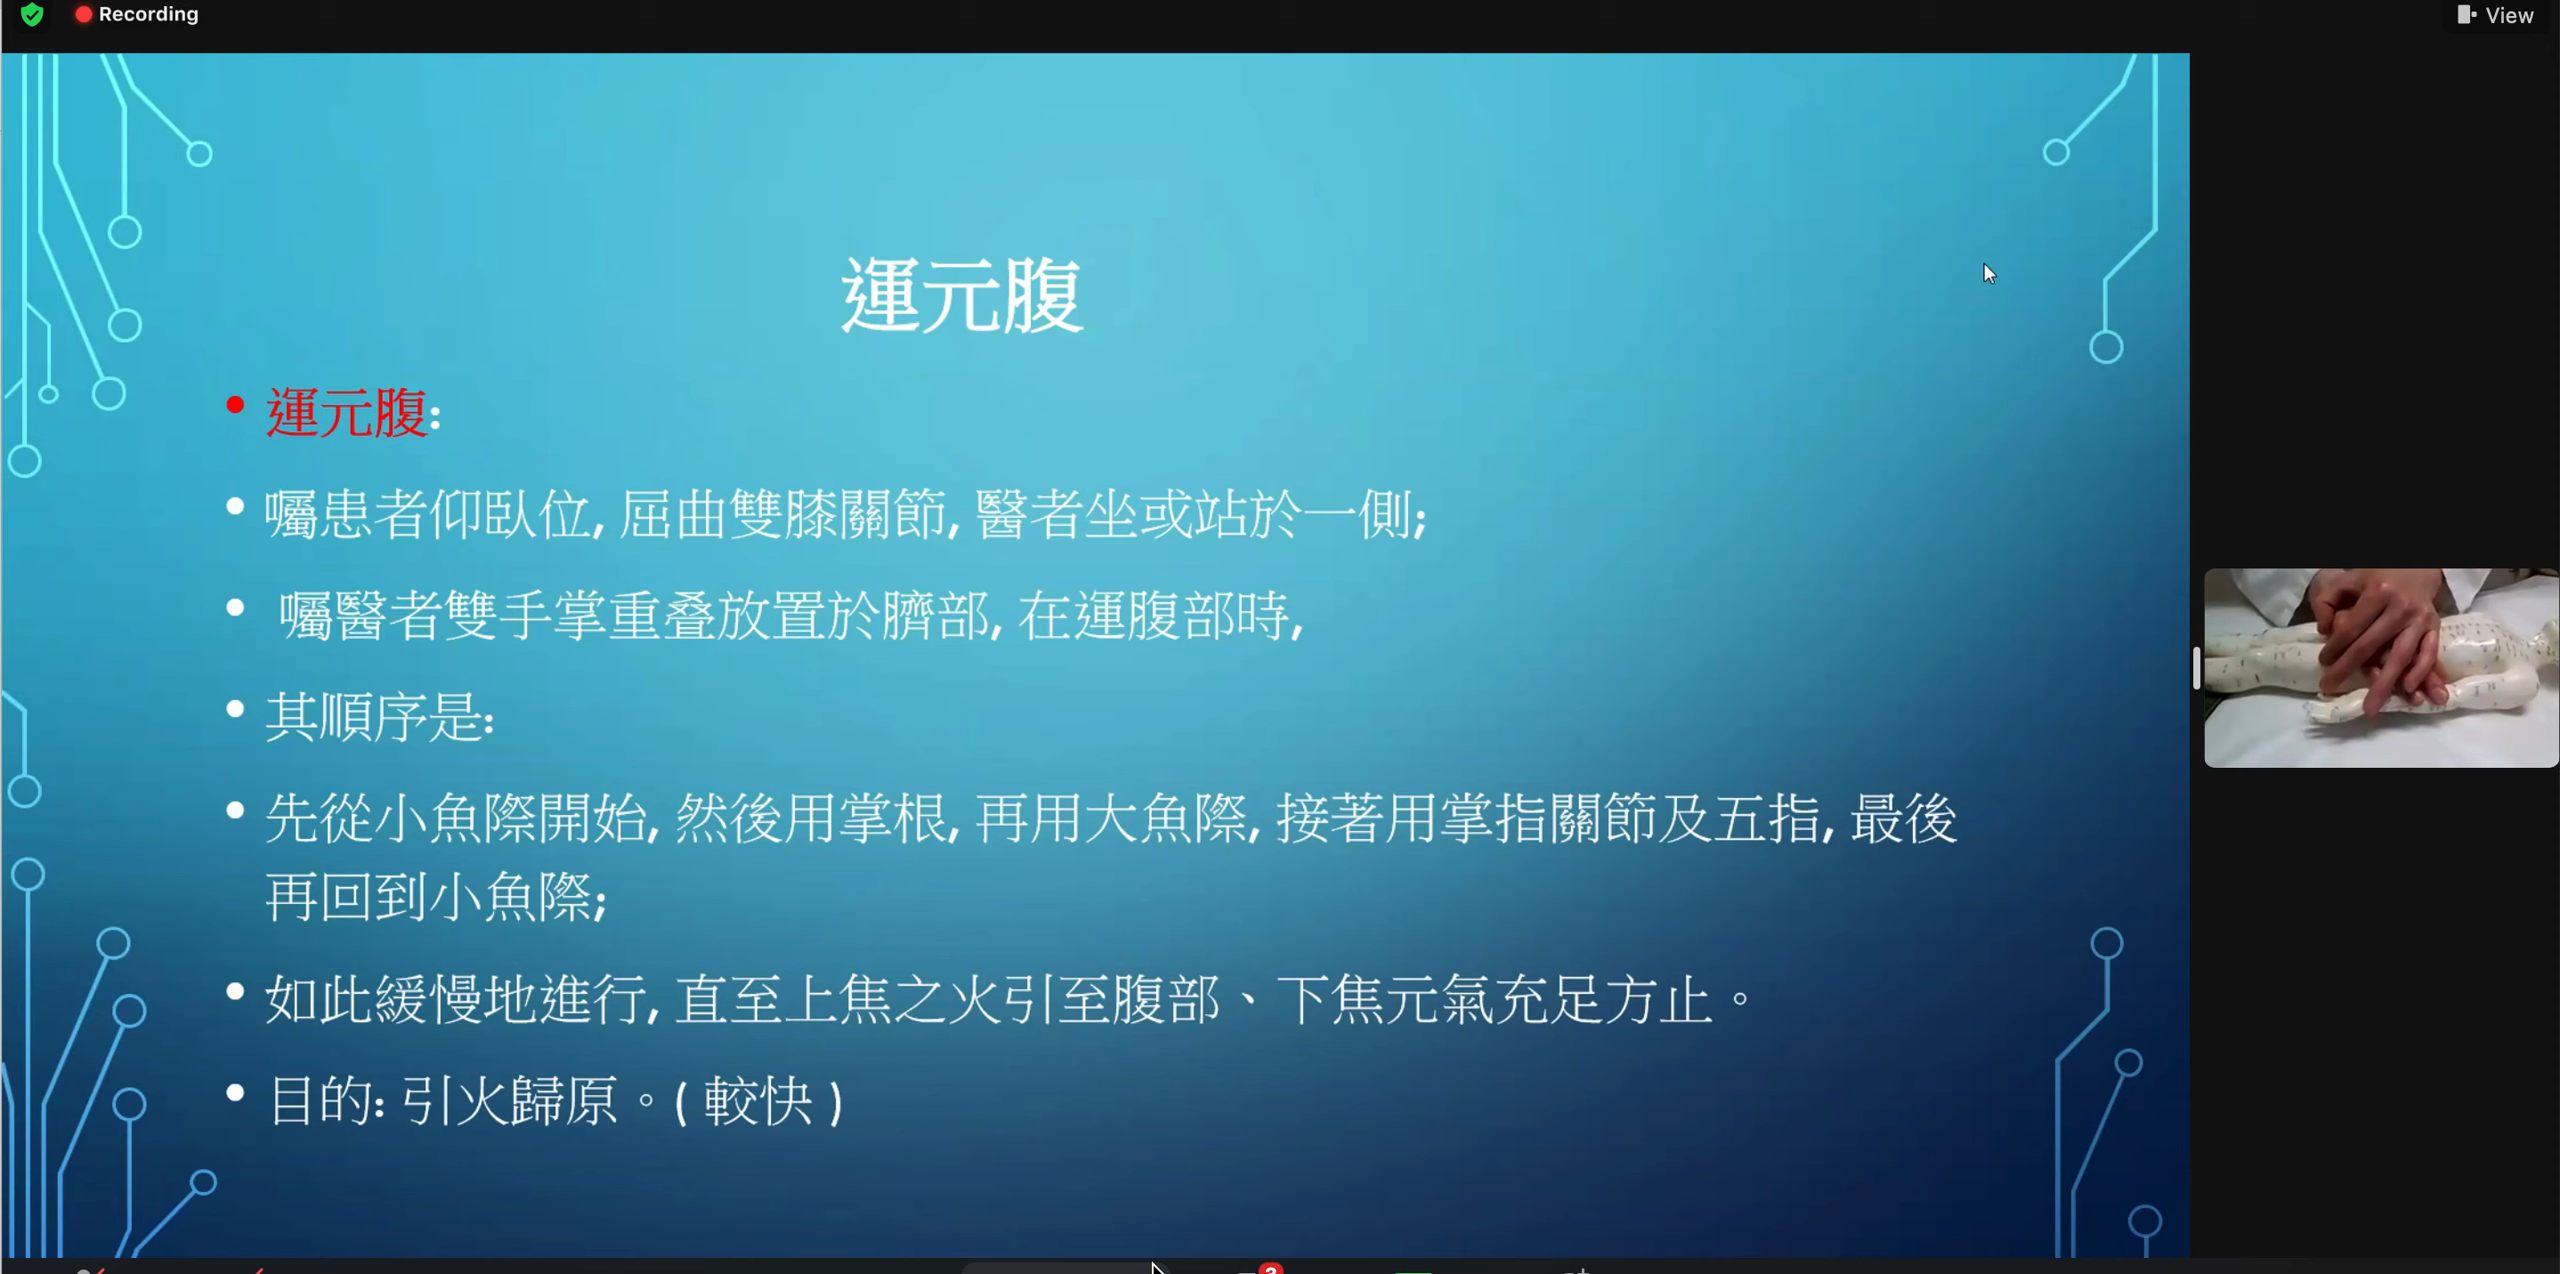 Recording
View
運元腹
• 運元腹:
• 囑患者仰臥位, 屈曲雙膝關節, 醫者坐或站於一側;
• 囑醫者雙手掌重叠放置於臍部, 在運腹部時,
• 其順序是:
• 先從小魚際開始, 然後用掌根, 再用大魚際, 接著用掌指關節及五指, 最後
再回到小魚際;
• 如此緩慢地進行, 直至上焦之火引至腹部、下焦元氣充足方止。
• 目的: 引火歸原。( 較快 )